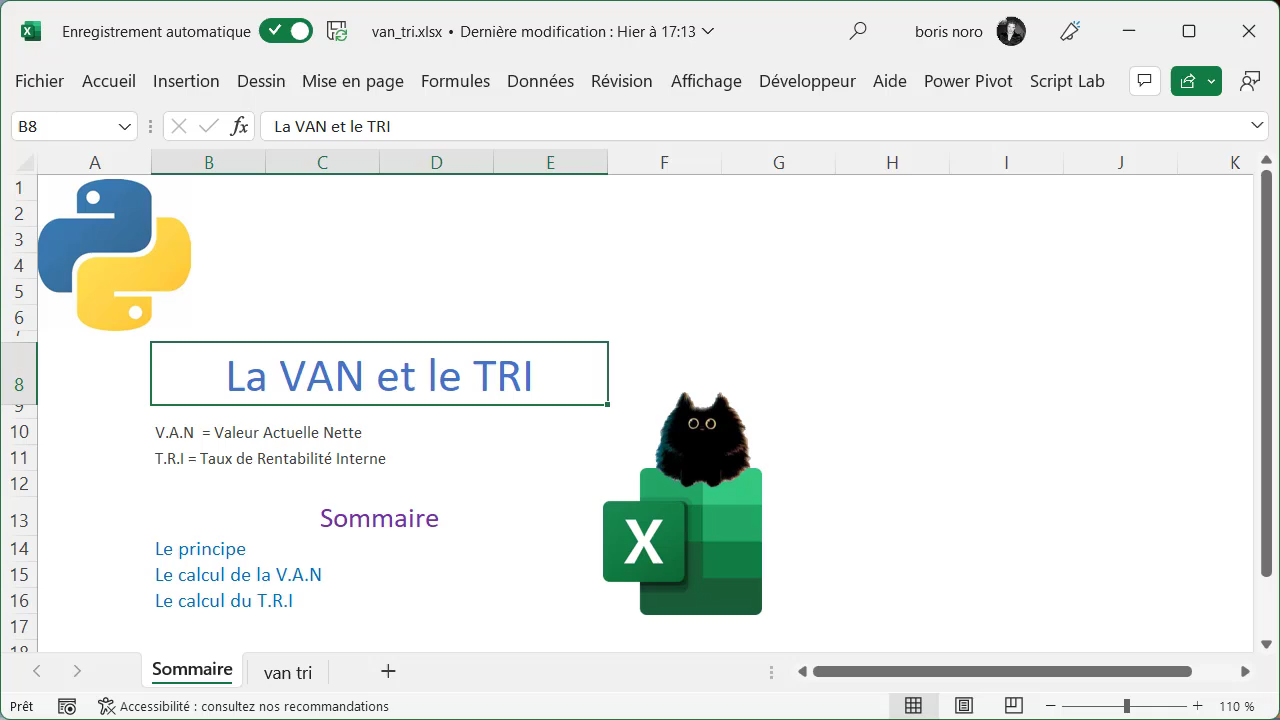 Enregistrement automatique
van_tri.xlsx • Dernière modification : Hier à 17:13
boris noro
Fichier Accueil Insertion Dessin Mise en page Formules Données Révision Affichage Développeur Aide Power Pivot Script Lab
B8 fx La VAN et le TRI
A B C D E F G H I J K
1
2
3
4
5
6
7
8 La VAN et le TRI
9
10 V.A.N = Valeur Actuelle Nette
11 T.R.I = Taux de Rentabilité Interne
12
13 Sommaire
14 Le principe
15 Le calcul de la V.A.N
16 Le calcul du T.R.I
17
18
X
Sommaire van tri +
Prêt Accessibilité : consultez nos recommandations 110 %